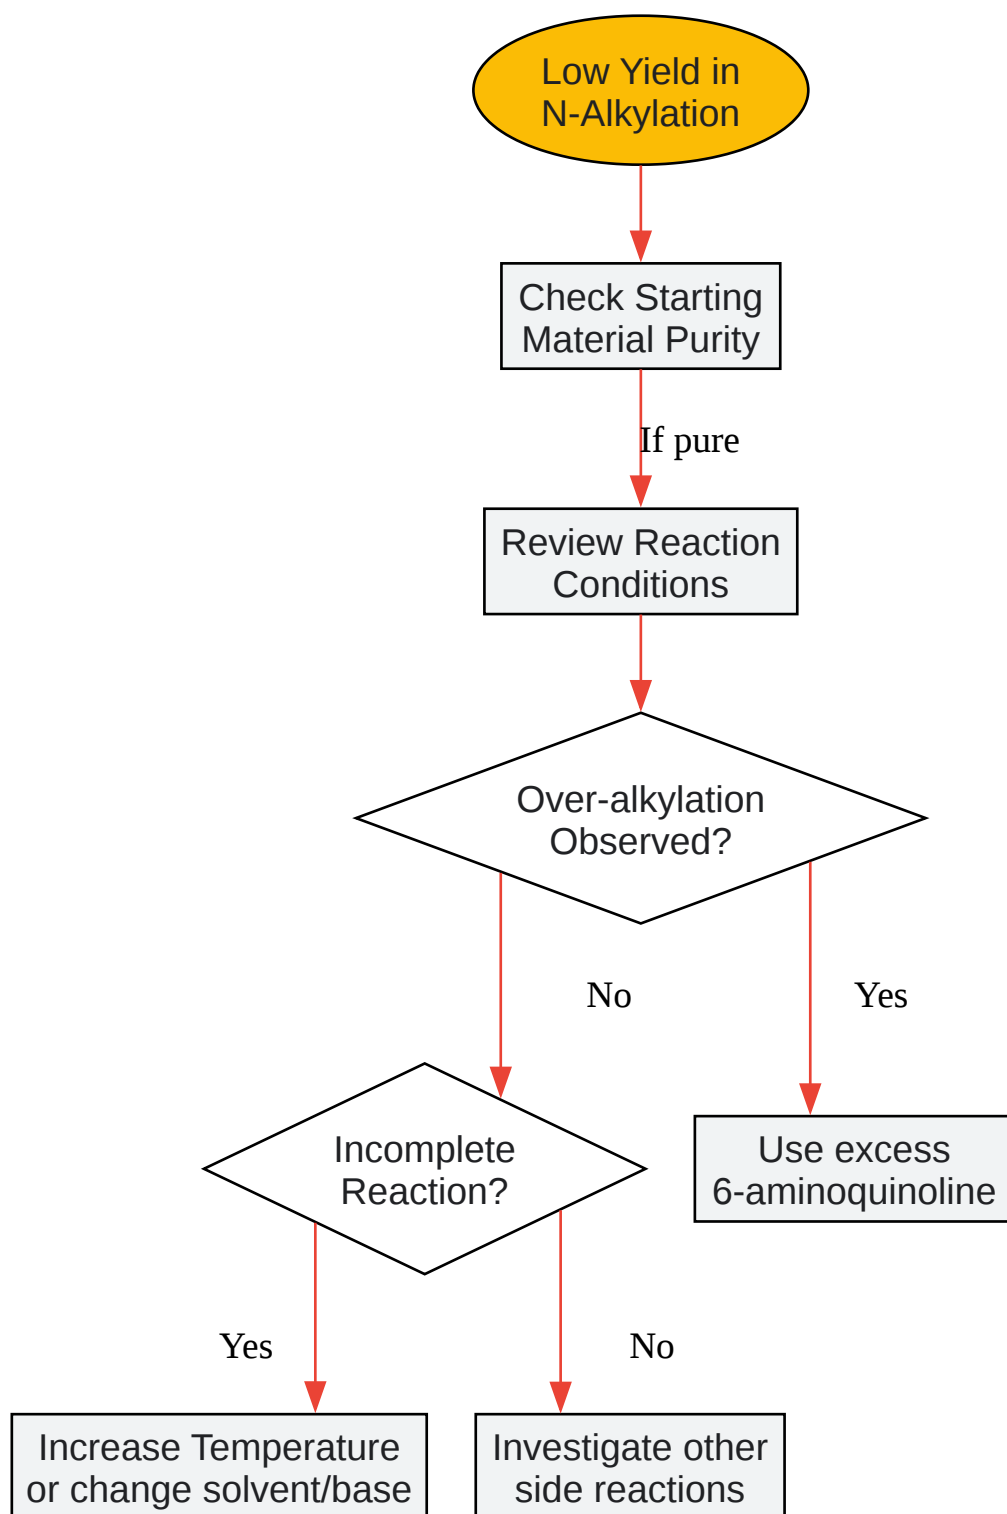 Low Yield in
N-Alkylation
Check Starting
Material Purity
If pure
Review Reaction
Conditions
Over-alkylation
Observed?
No
Yes
Incomplete
Reaction?
Use excess
6-aminoquinoline
Yes
No
Increase Temperature
or change solvent/base
Investigate other
side reactions